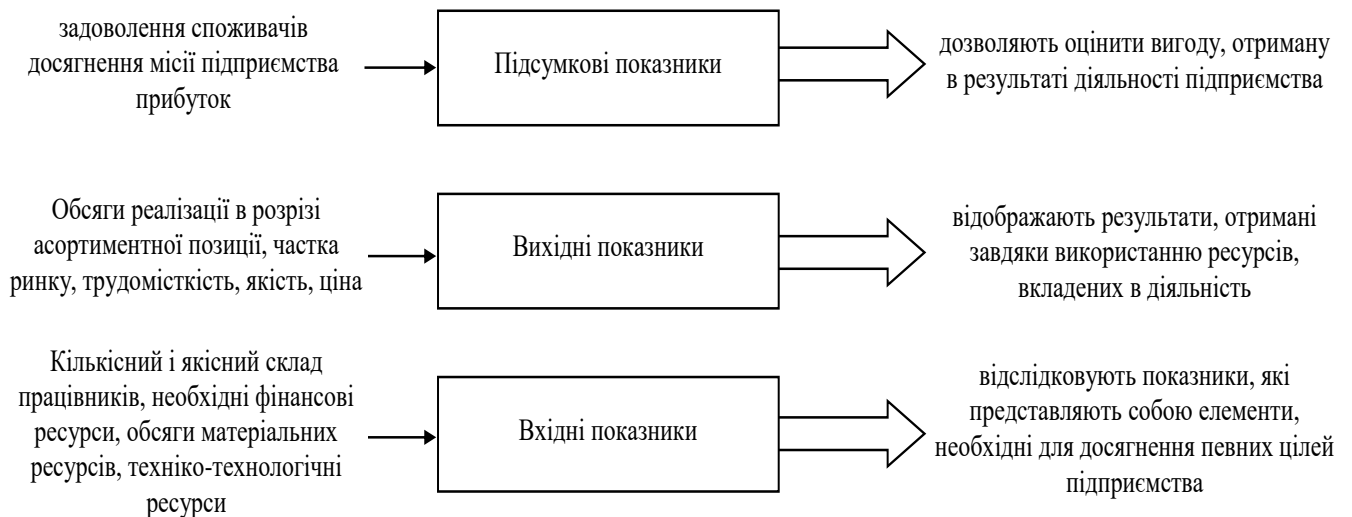 задоволення споживачів
досягнення місії підприємства
прибуток
Підсумкові показники
дозволяють оцінити вигоду, отриману
в результаті діяльності підприємства
Обсяги реалізації в розрізі
асортиментної позиції, частка
ринку, трудомісткість, якість, ціна
Вихідні показники
відображають результати, отримані
завдяки використанню ресурсів,
вкладених в діяльність
Кількісний і якісний склад
працівників, необхідні фінансові
ресурси, обсяги матеріальних
ресурсів, техніко-технологічні
ресурси
Вхідні показники
відслідковують показники, які
представляють собою елементи,
необхідні для досягнення певних цілей
підприємства